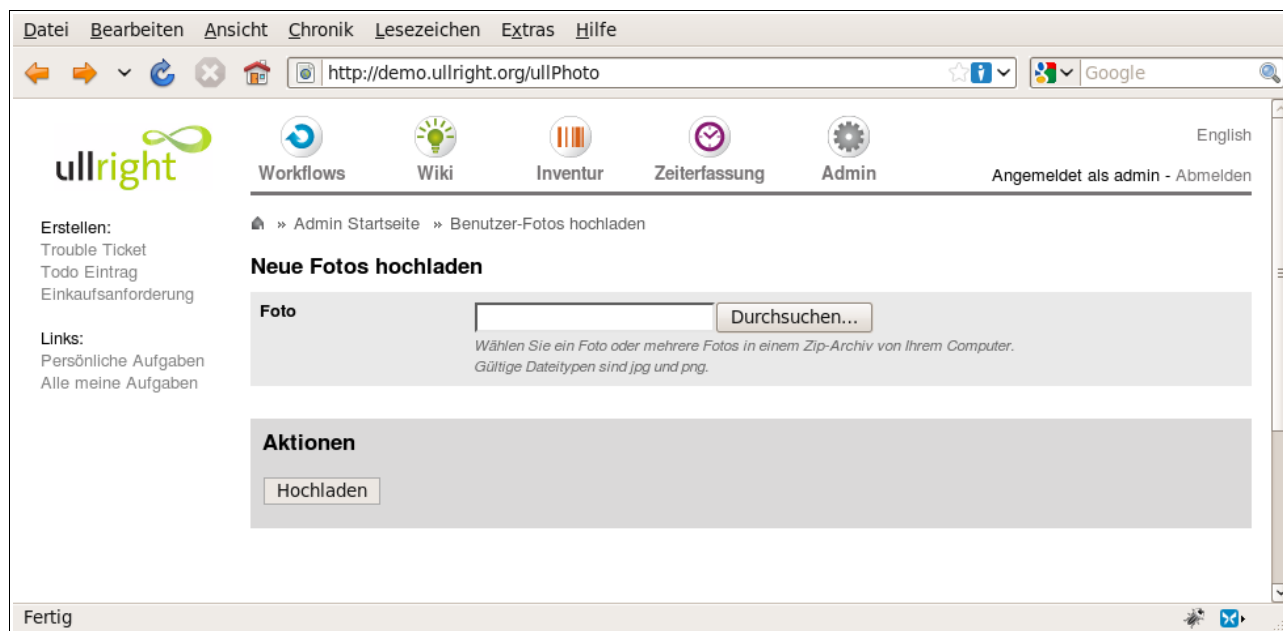 Datei Bearbeiten Ansicht Chronik Lesezeichen Extras Hilfe
http://demo.ullright.org/ullPhoto
Google
ullright
Workflows Wiki Inventur Zeiterfassung Admin
English
Angemeldet als admin - Abmelden
Erstellen:
Trouble Ticket
Todo Eintrag
Einkaufsanforderung
Links:
Persönliche Aufgaben
Alle meine Aufgaben
» Admin Startseite » Benutzer-Fotos hochladen
Neue Fotos hochladen
Foto
Durchsuchen...
Wählen Sie ein Foto oder mehrere Fotos in einem Zip-Archiv von Ihrem Computer.
Gültige Dateitypen sind jpg und png.
Aktionen
Hochladen
Fertig